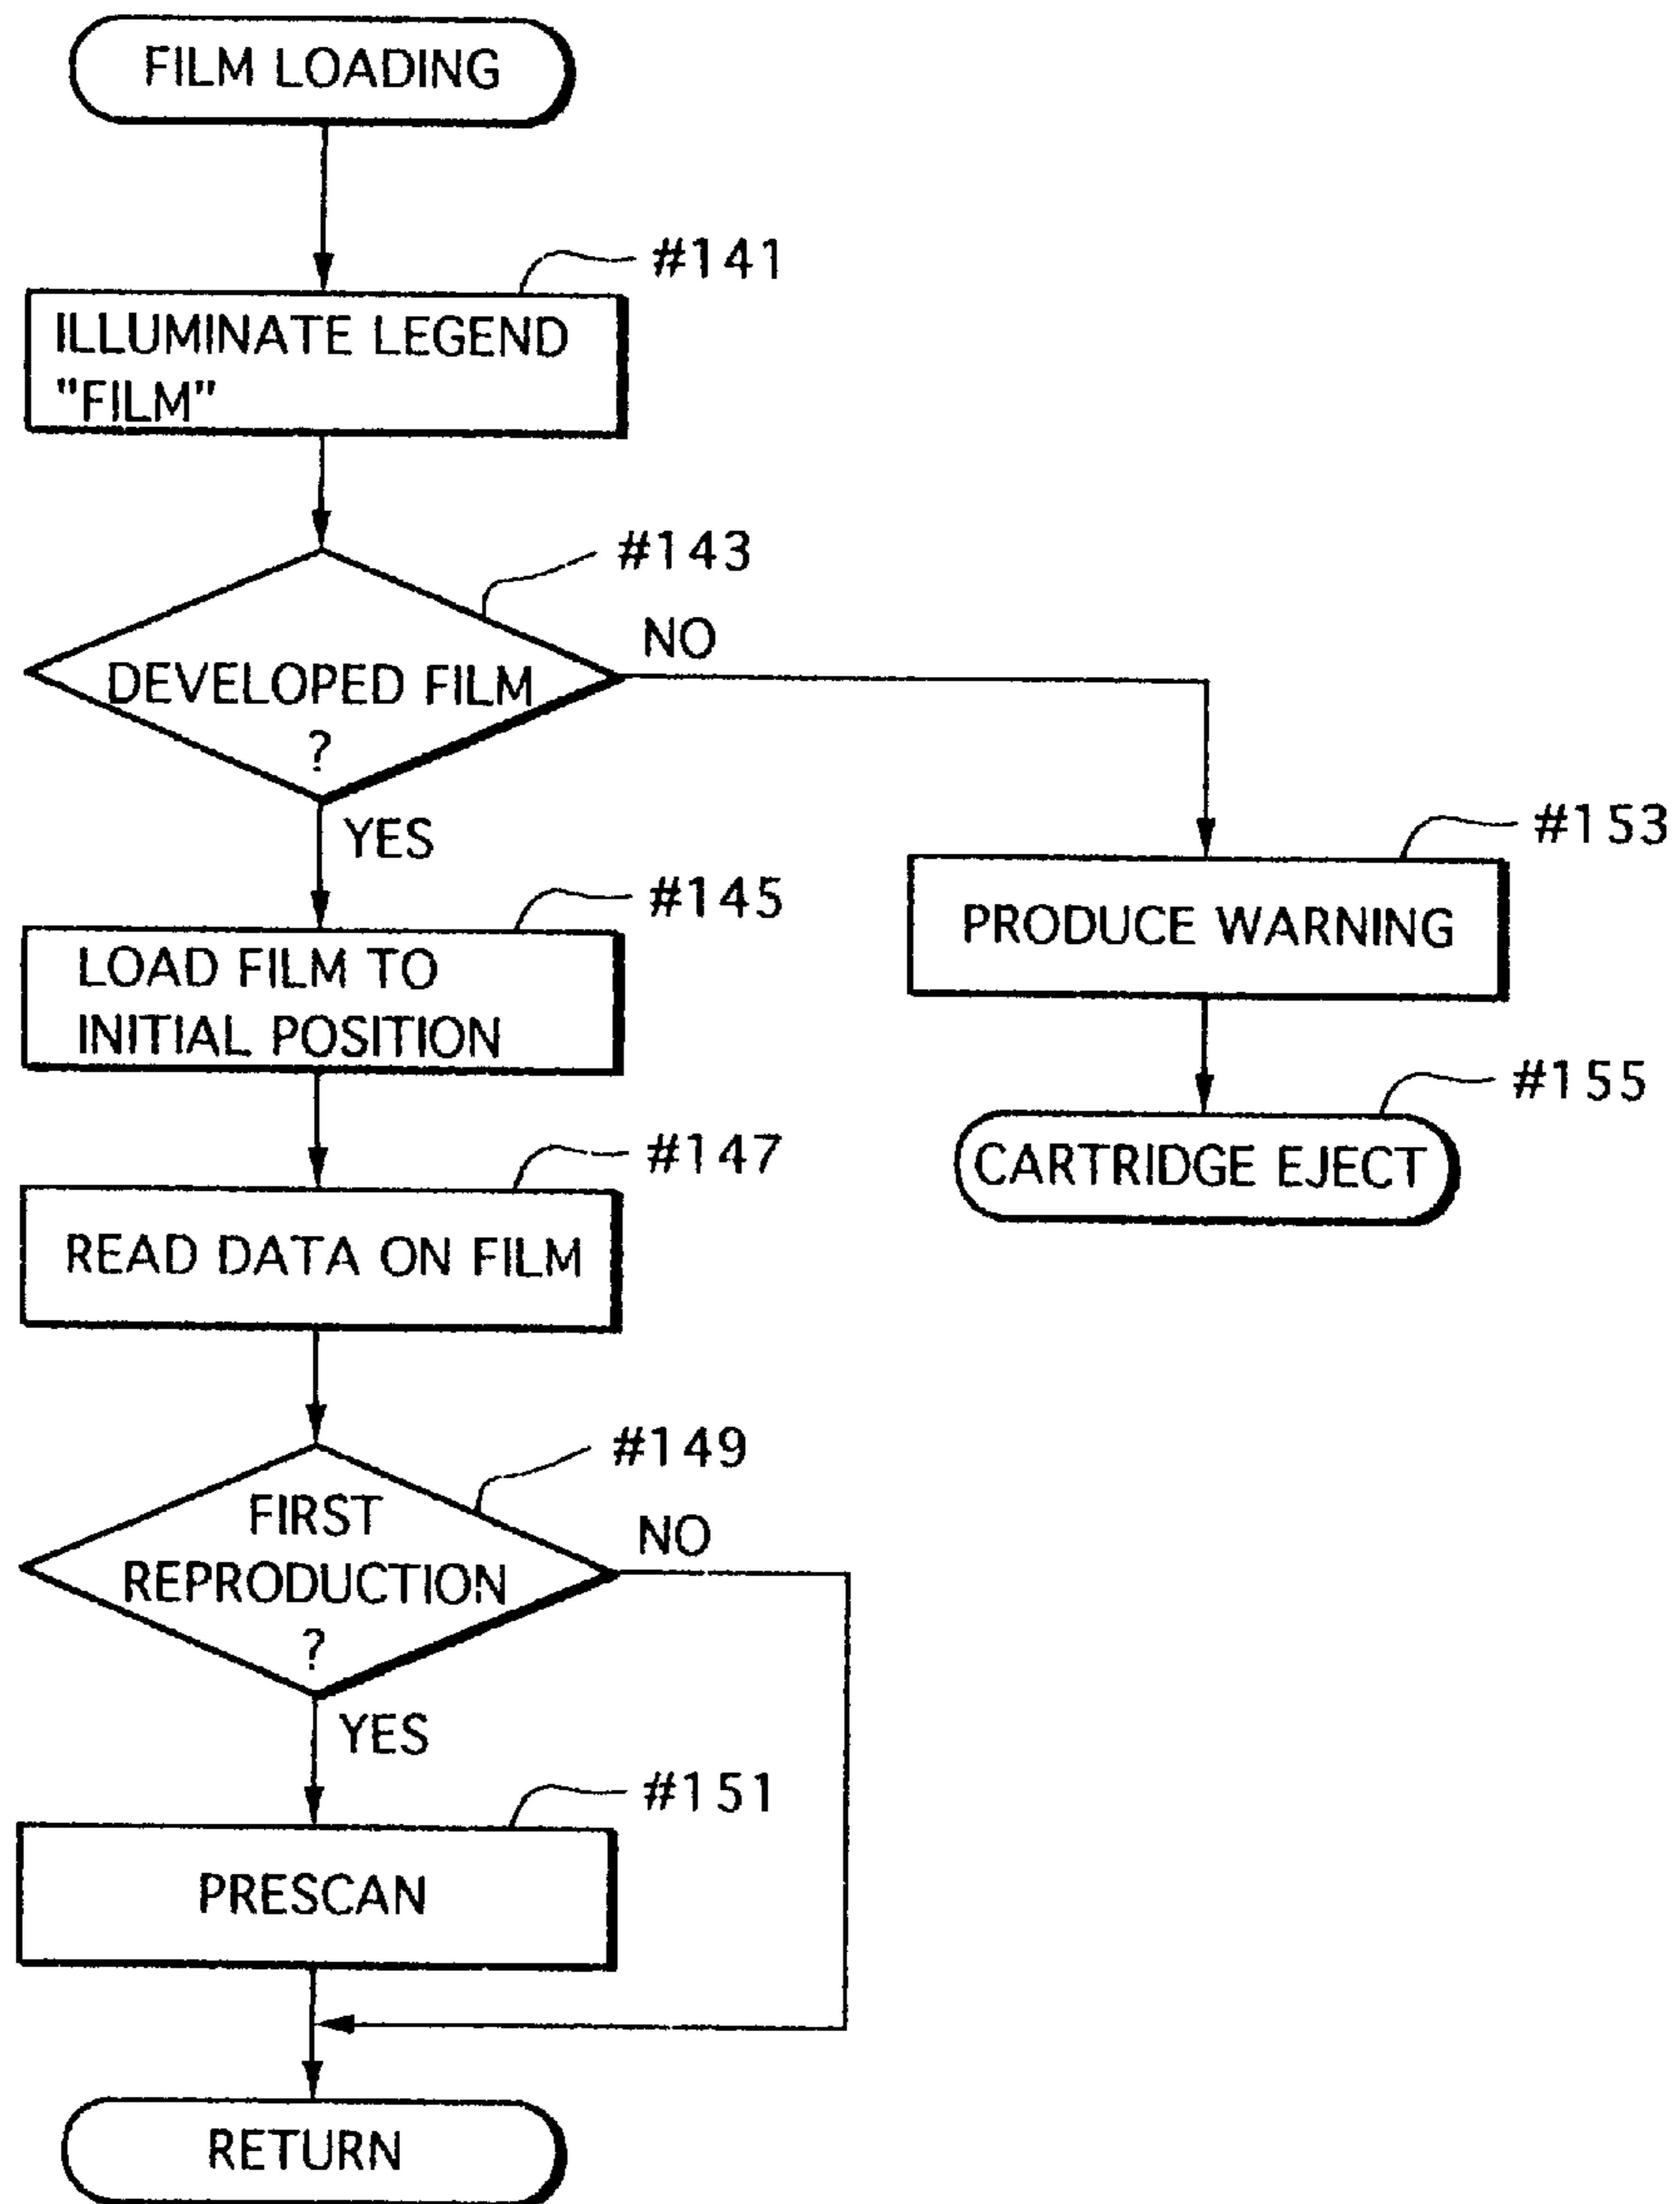 FILM LOADING
#141
ILLUMINATE LEGEND
"FILM"
#143
NO
DEVELOPED FILM
?
YES
#153
PRODUCE WARNING
#145
LOAD FILM TO
INITIAL POSITION
#155
CARTRIDGE EJECT
#147
READ DATA ON FILM
#149
FIRST
NO
REPRODUCTION
?
YES
#151
PRESCAN
RETURN